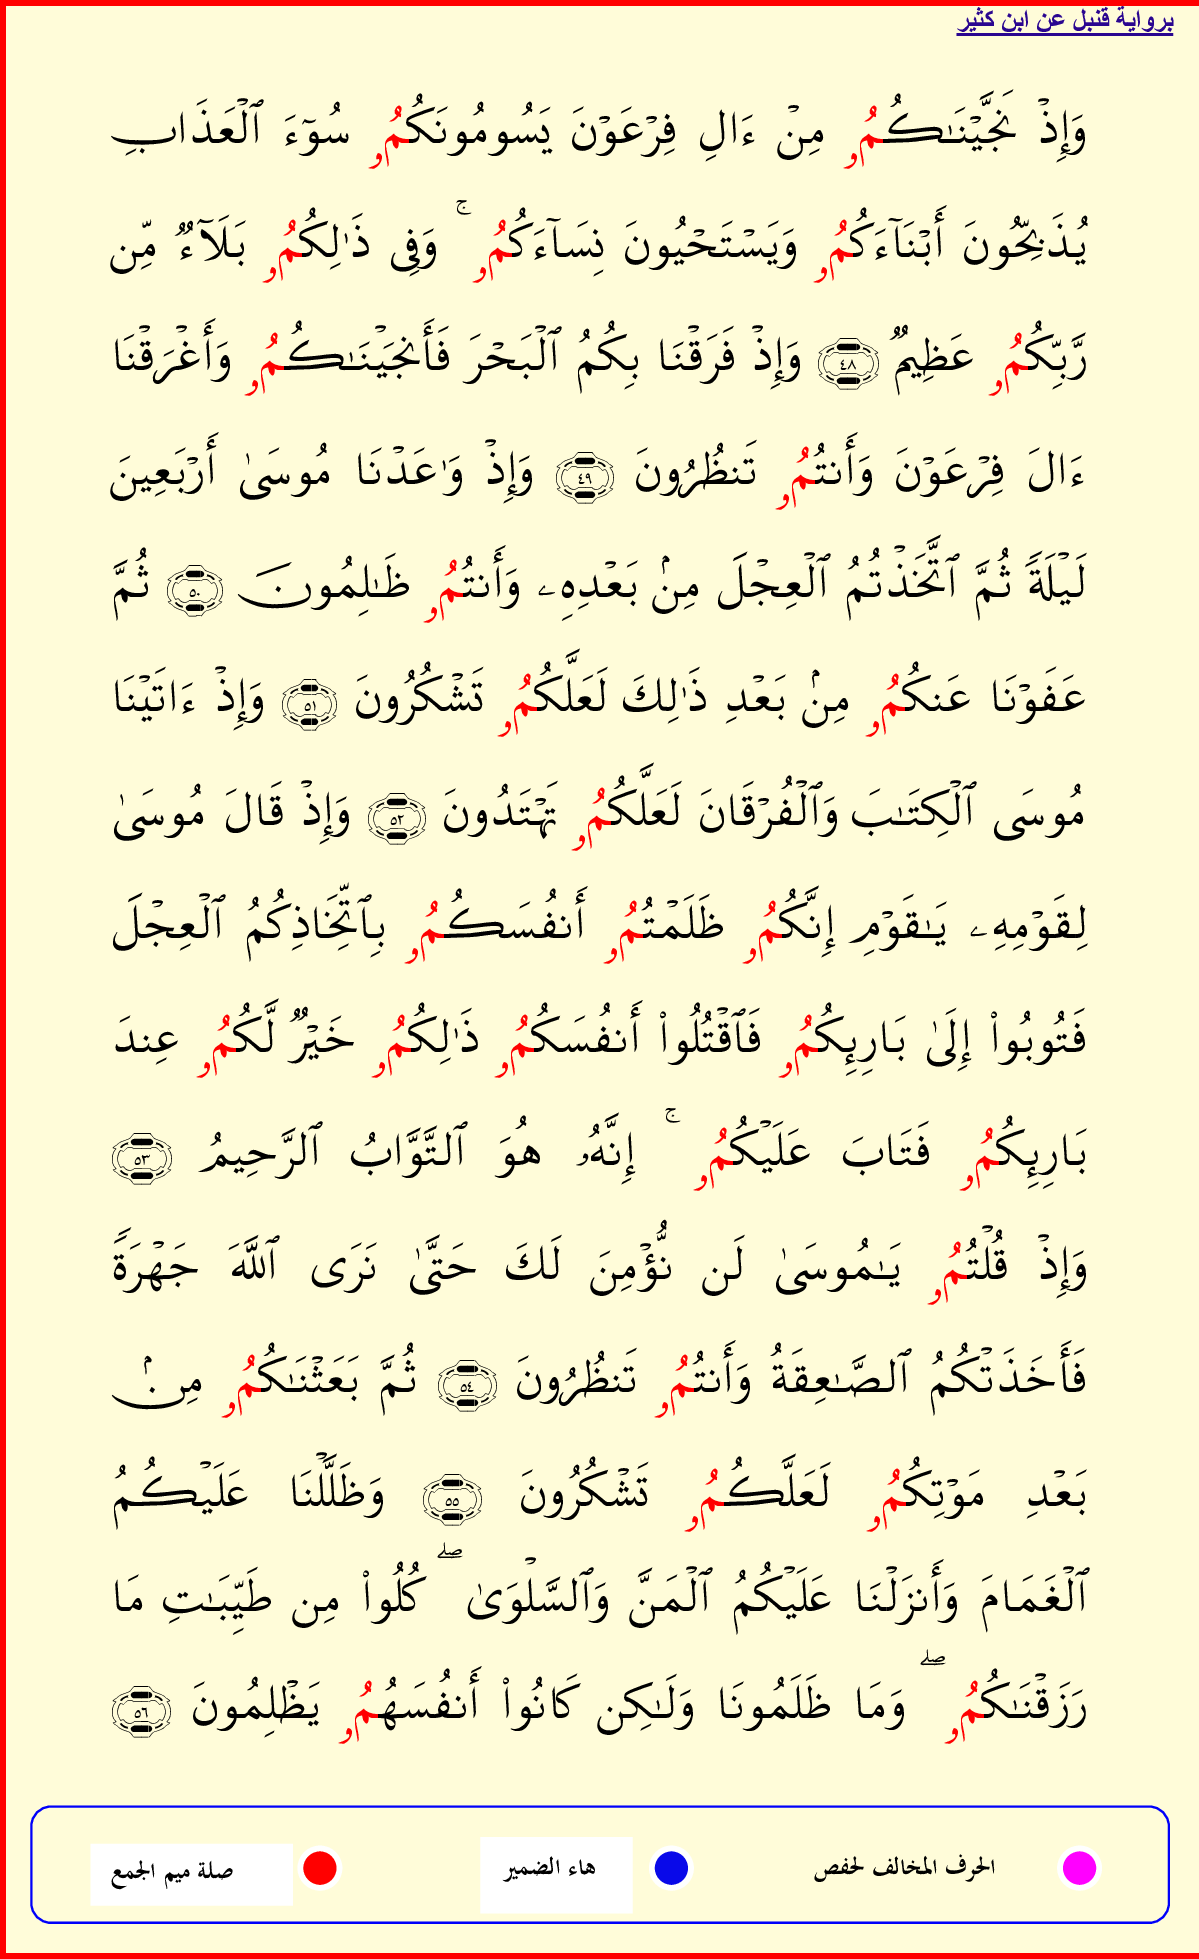 برواية قنبل عن ابن كثير
وَإِذۡ نَجَّيۡنَـٰكُمُۥ مِنۡ ءَالِ فِرۡعَوۡنَ يَسُومُونَكُمُۥ سُوٓءَ ٱلۡعَذَابِ
يُذَبِّحُونَ أَبۡنَآءَكُمُۥ وَيَسۡتَحۡيُونَ نِسَآءَكُمُۥ ۚ وَفِى ذَٰلِكُمُۥ بَلَآءٌ مِّن
رَّبِّكُمُۥ عَظِيمٌ ٤٨ وَإِذۡ فَرَقۡنَا بِكُمُ ٱلۡبَحۡرَ فَأَنجَيۡنَـٰكُمُۥ وَأَغۡرَقۡنَا
ءَالَ فِرۡعَوۡنَ وَأَنتُمُۥ تَنظُرُونَ ٤٩ وَإِذۡ وَٰعَدۡنَا مُوسَىٰ أَرۡبَعِينَ
لَيۡلَةً ثُمَّ ٱتَّخَذۡتُمُ ٱلۡعِجۡلَ مِنۢ بَعۡدِهِۦ وَأَنتُمُۥ ظَـٰلِمُونَ ٥٠ ثُمَّ
عَفَوۡنَا عَنكُمُۥ مِنۢ بَعۡدِ ذَٰلِكَ لَعَلَّكُمُۥ تَشۡكُرُونَ ٥١ وَإِذۡ ءَاتَيۡنَا
مُوسَى ٱلۡكِتَـٰبَ وَٱلۡفُرۡقَانَ لَعَلَّكُمُۥ تَهۡتَدُونَ ٥٢ وَإِذۡ قَالَ مُوسَىٰ
لِقَوۡمِهِۦ يَـٰقَوۡمِ إِنَّكُمُۥ ظَلَمۡتُمُۥ أَنفُسَكُمُۥ بِٱتِّخَاذِكُمُ ٱلۡعِجۡلَ
فَتُوبُوا۟ إِلَىٰ بَارِئِكُمُۥ فَٱقۡتُلُوا۟ أَنفُسَكُمُۥ ذَٰلِكُمُۥ خَيۡرٌ لَّكُمُۥ عِندَ
بَارِئِكُمُۥ فَتَابَ عَلَيۡكُمُۥ ۚ إِنَّهُۥ هُوَ ٱلتَّوَّابُ ٱلرَّحِيمُ ٥٣
وَإِذۡ قُلۡتُمُۥ يَـٰمُوسَىٰ لَن نُّؤۡمِنَ لَكَ حَتَّىٰ نَرَى ٱللَّهَ جَهۡرَةً
فَأَخَذَتۡكُمُ ٱلصَّـٰعِقَةُ وَأَنتُمُۥ تَنظُرُونَ ٥٤ ثُمَّ بَعَثۡنَـٰكُمُۥ مِنۢ
بَعۡدِ مَوۡتِكُمُۥ لَعَلَّكُمُۥ تَشۡكُرُونَ ٥٥ وَظَلَّلۡنَا عَلَيۡكُمُ
ٱلۡغَمَامَ وَأَنزَلۡنَا عَلَيۡكُمُ ٱلۡمَنَّ وَٱلسَّلۡوَىٰ ۖ كُلُوا۟ مِن طَيِّبَـٰتِ مَا
رَزَقۡنَـٰكُمُۥ ۖ وَمَا ظَلَمُونَا وَلَـٰكِن كَانُوا۟ أَنفُسَهُمُۥ يَظۡلِمُونَ ٥٦
الحرف المخالف لحفص هاء الضمير صلة ميم الجمع